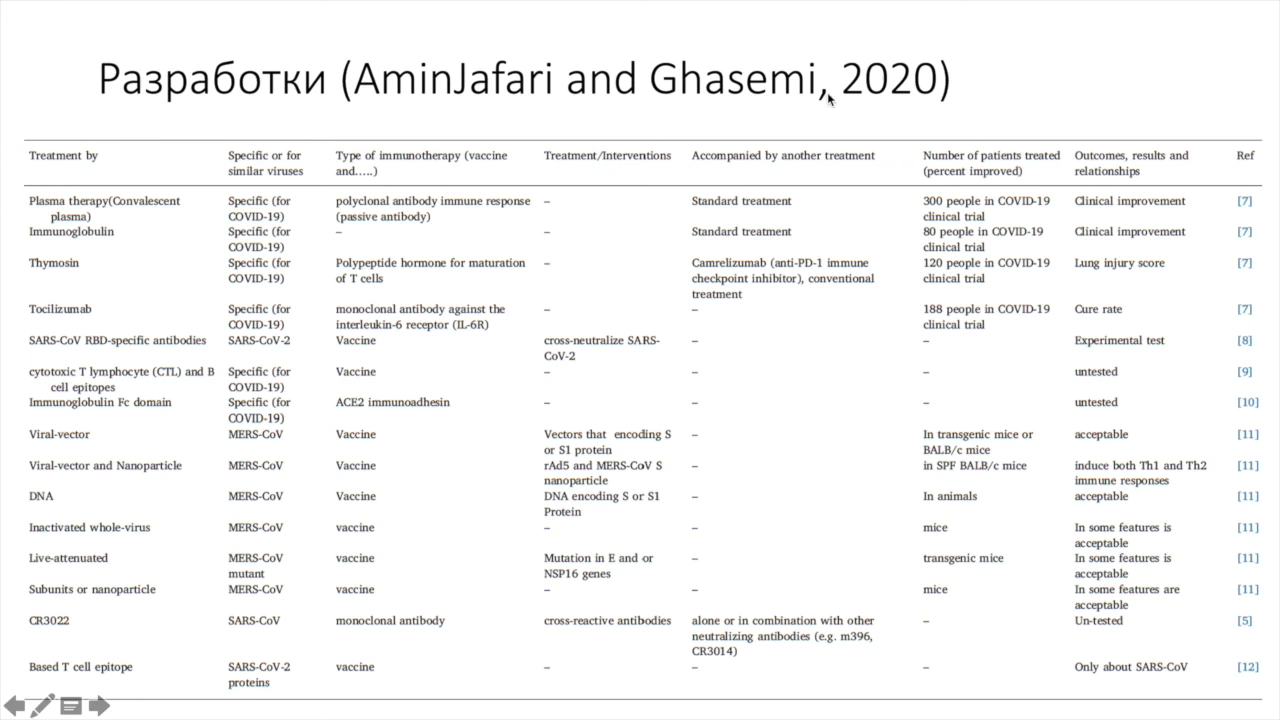 Разработки (AminJafari and Ghasemi, 2020)
Treatment by Specific or for Type of immunotherapy (vaccine Treatment/Interventions Accompanied by another treatment Number of patients treated Outcomes, results and Ref
similar viruses and.....) (percent improved) relationships
Plasma therapy(Convalescent Specific (for polyclonal antibody immune response – Standard treatment 300 people in COVID-19 Clinical improvement [7]
plasma) COVID-19) (passive antibody) clinical trial
Immunoglobulin Specific (for – – Standard treatment 80 people in COVID-19 Clinical improvement [7]
COVID-19) clinical trial
Thymosin Specific (for Polypeptide hormone for maturation – Camrelizumab (anti-PD-1 immune 120 people in COVID-19 Lung injury score [7]
COVID-19) of T cells checkpoint inhibitor), conventional clinical trial
treatment
Tocilizumab Specific (for monoclonal antibody against the – – 188 people in COVID-19 Cure rate [7]
COVID-19) interleukin-6 receptor (IL-6R) clinical trial
SARS-CoV RBD-specific antibodies SARS-CoV-2 Vaccine cross-neutralize SARS- – – Experimental test [8]
CoV-2
cytotoxic T lymphocyte (CTL) and B Specific (for Vaccine – – – untested [9]
cell epitopes COVID-19)
Immunoglobulin Fc domain Specific (for ACE2 immunoadhesin – – – untested [10]
COVID-19)
Viral-vector MERS-CoV Vaccine Vectors that encoding S – In transgenic mice or acceptable [11]
or S1 protein BALB/c mice
Viral-vector and Nanoparticle MERS-CoV Vaccine rAd5 and MERS-CoV S – in SPF BALB/c mice induce both Th1 and Th2 [11]
nanoparticle immune responses
DNA MERS-CoV Vaccine DNA encoding S or S1 – In animals acceptable [11]
Protein
Inactivated whole-virus MERS-CoV vaccine – – mice In some features is [11]
acceptable
Live-attenuated MERS-CoV vaccine Mutation in E and or – transgenic mice In some features is [11]
mutant NSP16 genes acceptable
Subunits or nanoparticle MERS-CoV vaccine – – mice In some features are [11]
acceptable
CR3022 SARS-CoV monoclonal antibody cross-reactive antibodies alone or in combination with other – Un-tested [5]
neutralizing antibodies (e.g. m396,
CR3014)
Based T cell epitope SARS-CoV-2 vaccine – – – Only about SARS-CoV [12]
proteins